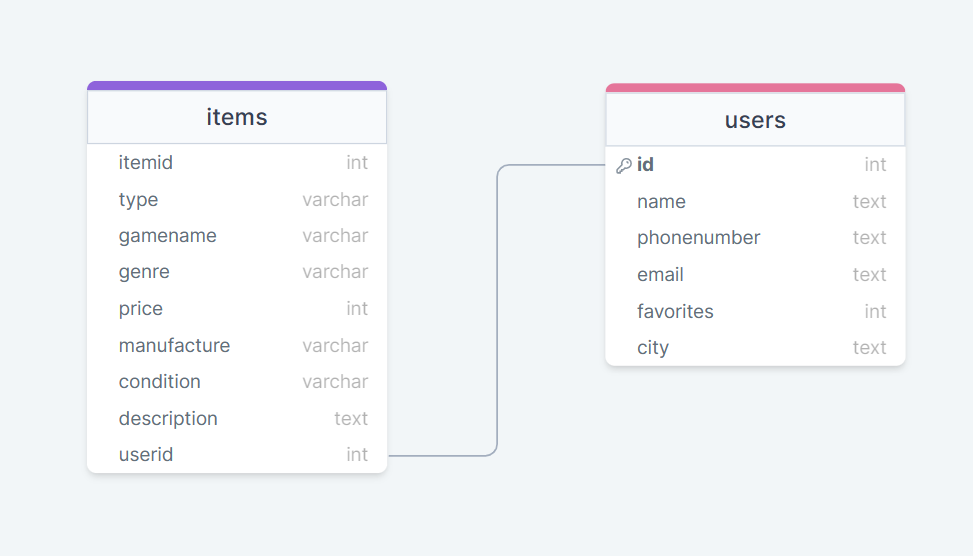 items
itemid int
type varchar
gamename varchar
genre varchar
price int
manufacture varchar
condition varchar
description text
userid int
users
id int
name text
phonenumber text
email text
favorites int
city text